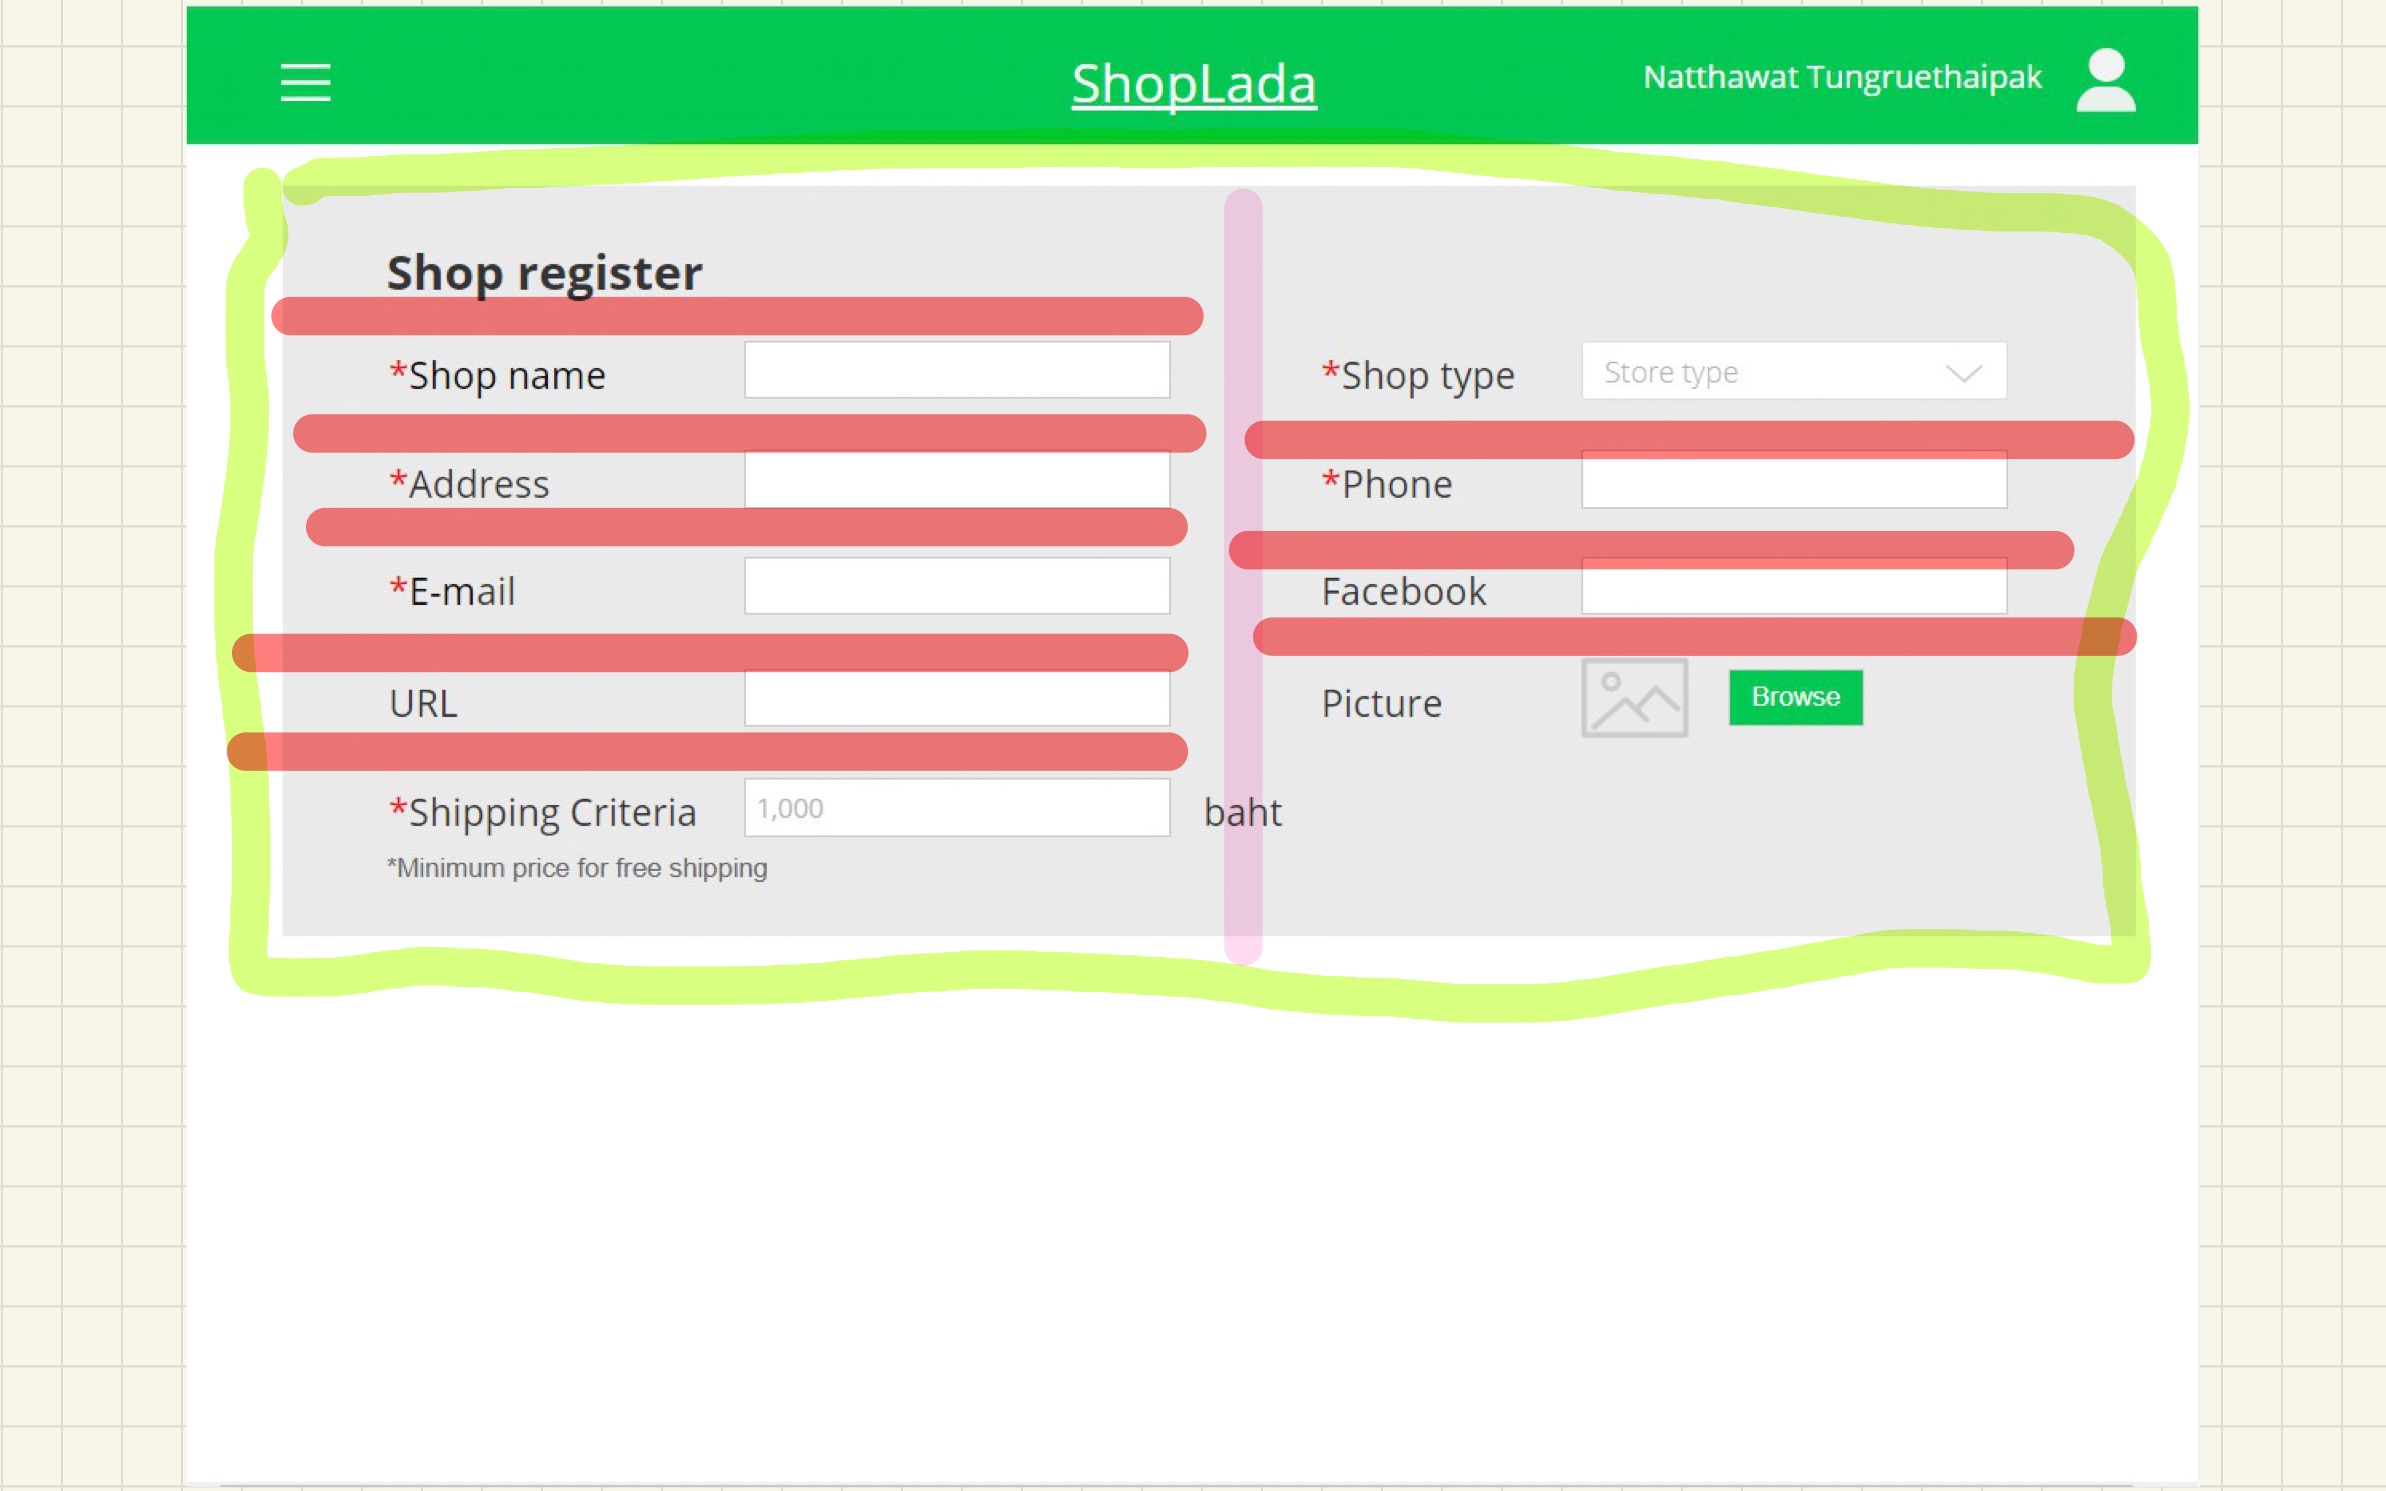 ShopLada
Natthawat Tungruethaipak
Shop register
*Shop name
*Shop type
Store type
*Address
*Phone
*E-mail
Facebook
URL
Picture
Browse
*Shipping Criteria
1,000
baht
*Minimum price for free shipping